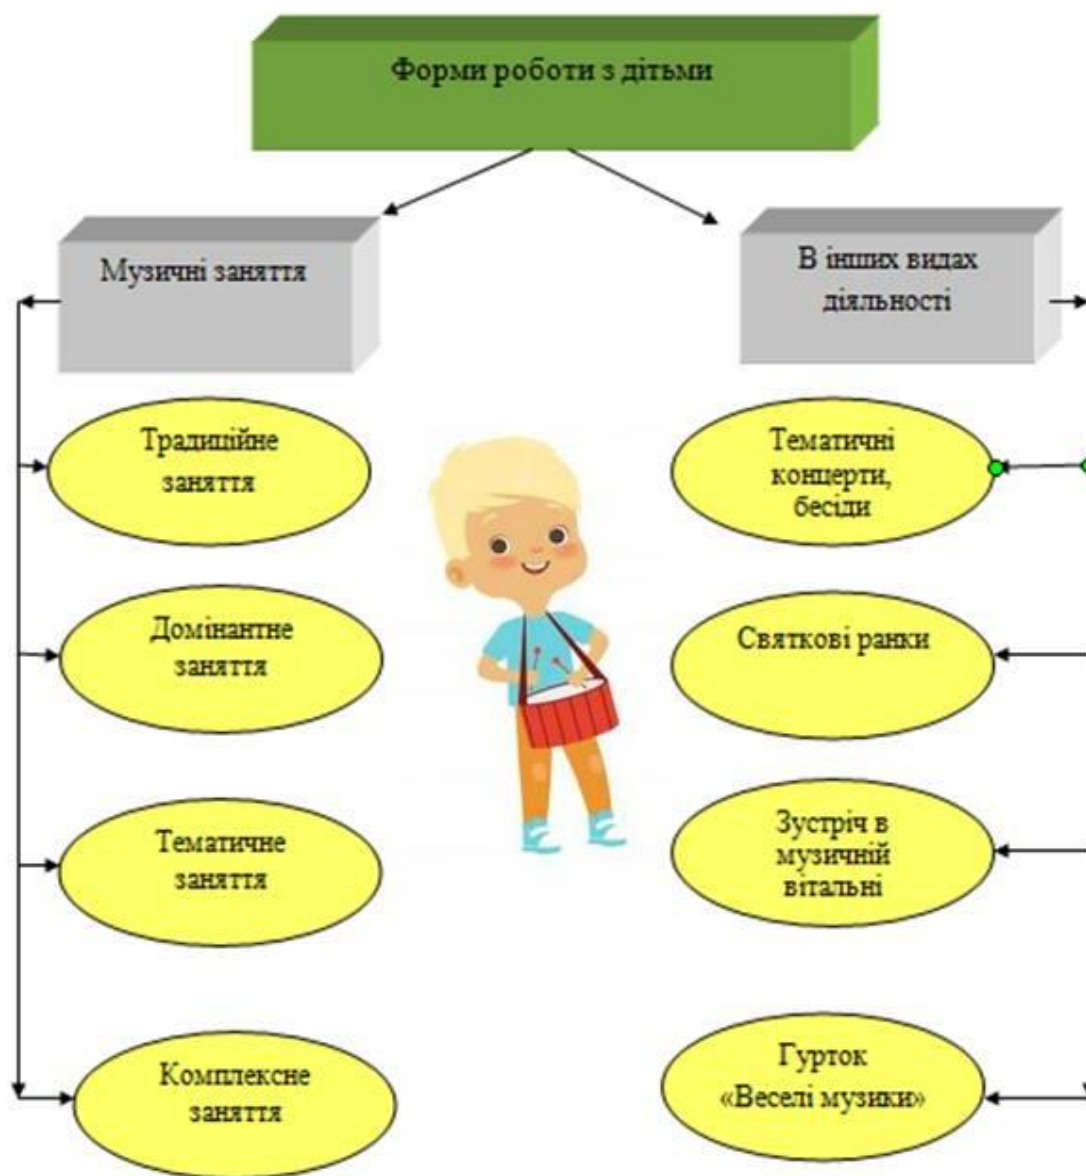 Форми роботи з дітьми
Музичні заняття
В інших видах
діяльності
Традиційне
заняття
Домінантне
заняття
Тематичне
заняття
Комплексне
заняття
Тематичні
концерти,
бесіди
Святкові ранки
Зустріч в
музичній
вітальні
Гурток
«Веселі музики»